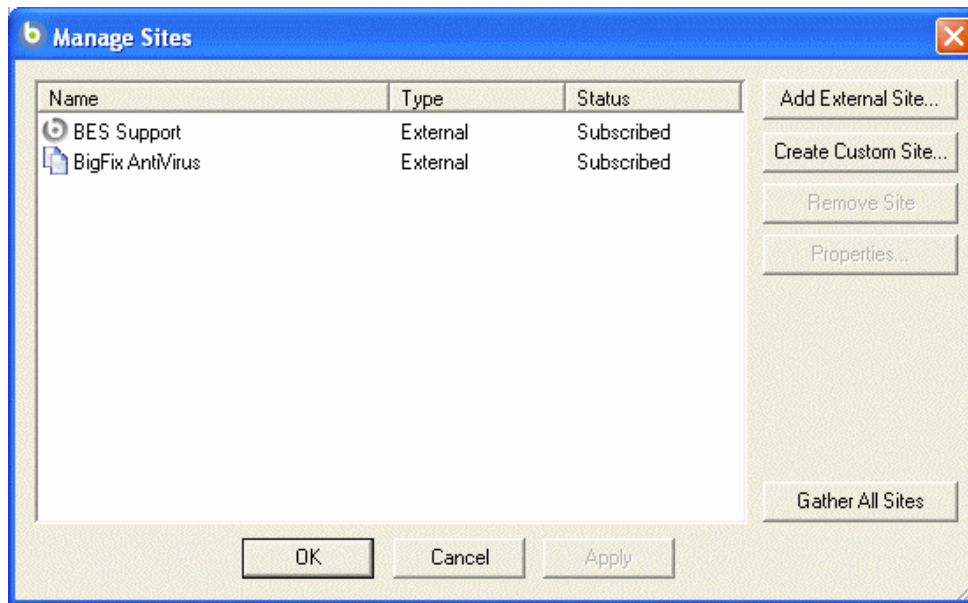 Manage Sites
Name Type Status
BES Support External Subscribed
BigFix AntiVirus External Subscribed
Add External Site...
Create Custom Site...
Remove Site
Properties...
Gather All Sites
OK Cancel Apply